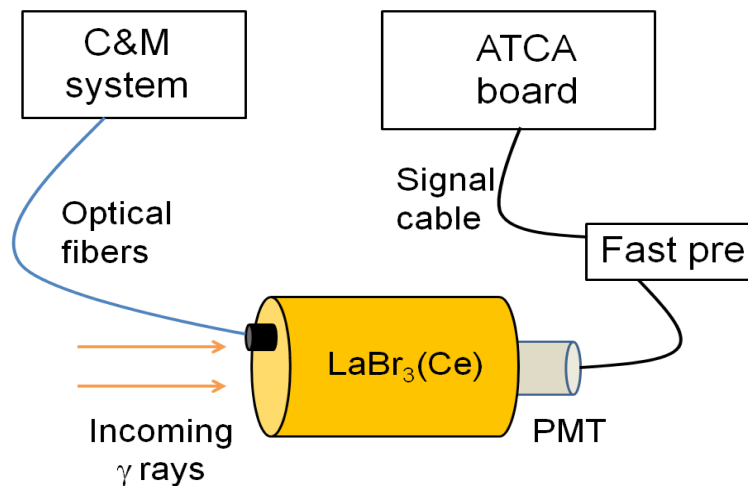 C&M
system
ATCA
board
Optical
fibers
Signal
cable
Fast pre
LaBr₃(Ce)
Incoming
γ rays
PMT